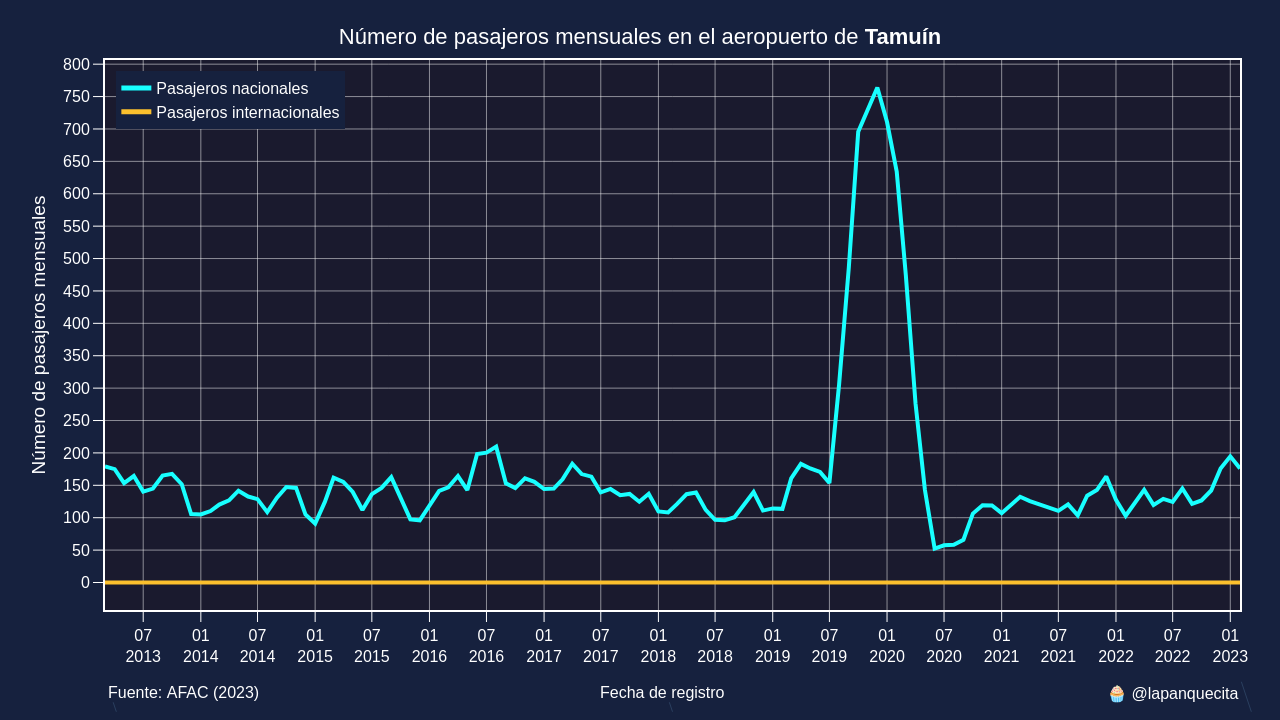 Número de pasajeros mensuales en el aeropuerto de Tamuín
Pasajeros nacionales
Pasajeros internacionales
Número de pasajeros mensuales
800
750
700
650
600
550
500
450
400
350
300
250
200
150
100
50
0
07 01 07 01 07 01 07 01 07 01 07 01 07 01 07 01 07 01 07 01
2013 2014 2014 2015 2015 2016 2016 2017 2017 2018 2018 2019 2019 2020 2020 2021 2021 2022 2022 2023
Fuente: AFAC (2023)
Fecha de registro
🧁 @lapanquecita